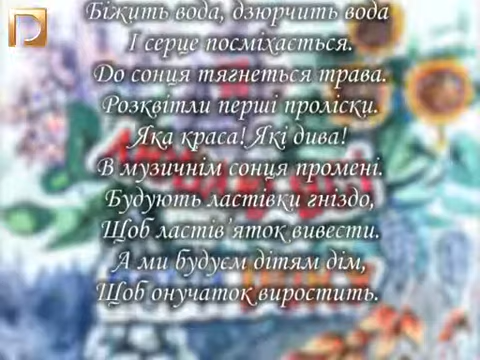 Біжить вода, дзюрчить вода
І серце посміхається.
До сонця тягнеться трава.
Розквітли перші проліски.
Яка краса! Які дива!
В музичнім сонця промені.
Будують ластівки гніздо,
Щоб ластів'яток вивести.
А ми будуєм дітям дім,
Щоб онучаток виростить.